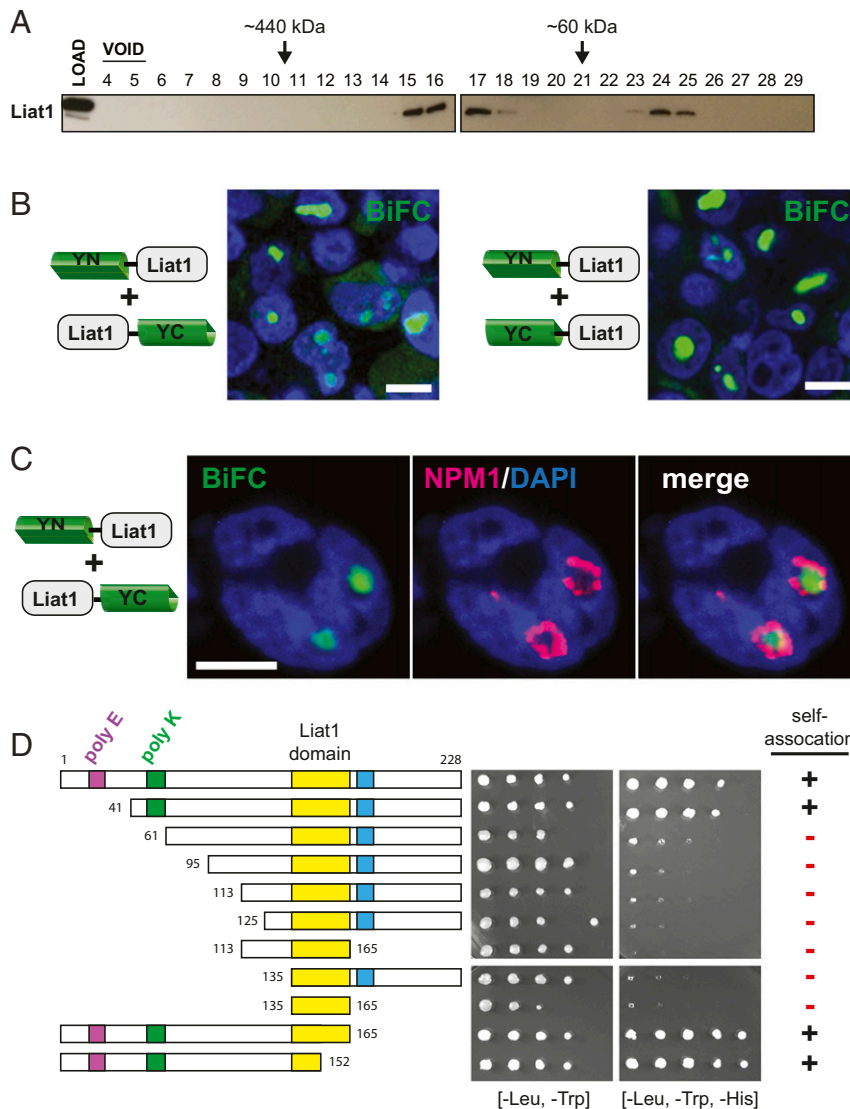 A
~440 kDa ~60 kDa
LOAD
VOID
4 5 6 7 8 9 10 11 12 13 14 15 16 17 18 19 20 21 22 23 24 25 26 27 28 29
Liat1
B
BiFC BiFC
YN Liat1 YN Liat1
+ +
Liat1 YC YC Liat1
C
BiFC NPM1/DAPI merge
YN Liat1
+
Liat1 YC
D
poly E poly K Liat1 domain self-assocation
1 228 +
41 +
61 -
95 -
113 -
125 -
113 165 -
135 -
135 165 -
165 +
152 +
[-Leu, -Trp] [-Leu, -Trp, -His]